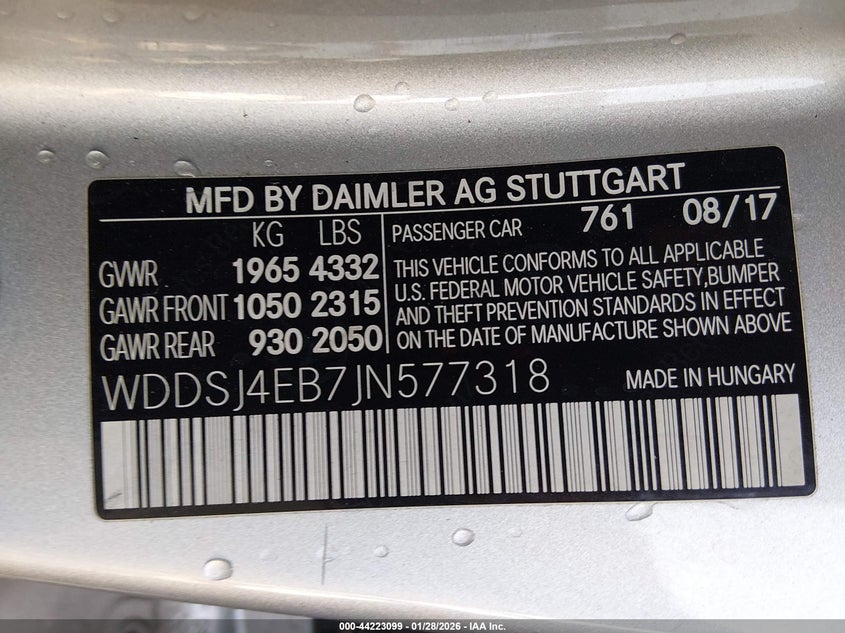 MFD BY DAIMLER AG STUTTGART
KG LBS
GVWR 1965 4332
GAWR FRONT 1050 2315
GAWR REAR 930 2050
PASSENGER CAR 761 08/17
THIS VEHICLE CONFORMS TO ALL APPLICABLE
U.S. FEDERAL MOTOR VEHICLE SAFETY,BUMPER
AND THEFT PREVENTION STANDARDS IN EFFECT
ON THE DATE OF MANUFACTURE SHOWN ABOVE
WDDSJ4EB7JN577318 MADE IN HUNGARY
000-44223099 - 01/28/2026 - IAA Inc.